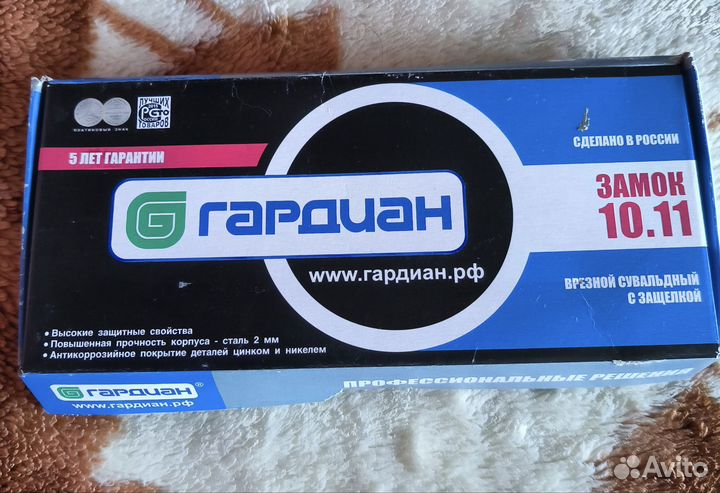 ПЛАТИНОВЫЙ ЗНАК
ЛУЧШИХ
ТОВАРОВ
СДЕЛАНО В РОССИИ
5 ЛЕТ ГАРАНТИИ
ЗАМОК
10.11
G ГАРДИАН
www.гардиан.рф
ВРЕЗНОЙ СУВАЛЬДНЫЙ
С ЗАЩЕЛКОЙ
• Высокие защитные свойства
• Повышенная прочность корпуса - сталь 2 мм
• Антикоррозийное покрытие деталей цинком и никелем
G ГАРДИАН®
www.гардиан.рф
ПРОФЕССИОНАЛЬНЫЕ РЕШЕНИЯ
Avito